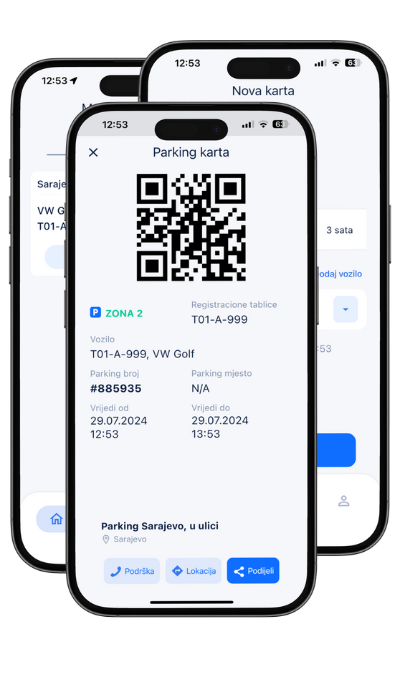 12:53
Saraje
VW G
T01-A
12:53
63
Nova karta
3 sata
odaj vozilo
:53
12:53
63
Parking karta
P ZONA 2
Registracione tablice
T01-A-999
Vozilo
T01-A-999, VW Golf
Parking broj
#885935
Parking mjesto
N/A
Vrijedi od
29.07.2024
12:53
Vrijedi do
29.07.2024
13:53
Parking Sarajevo, u ulici
Sarajevo
Podrška
Lokacija
Podijeli